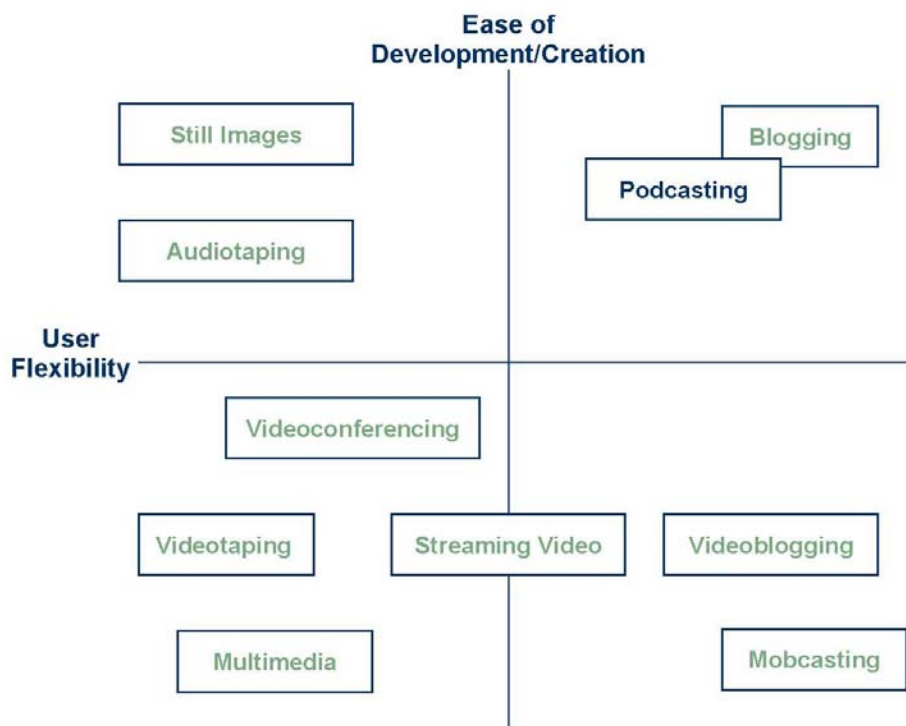 Ease of
Development/Creation
Still Images
Blogging
Podcasting
Audiotaping
User
Flexibility
Videoconferencing
Videotaping
Streaming Video
Videoblogging
Multimedia
Mobcasting